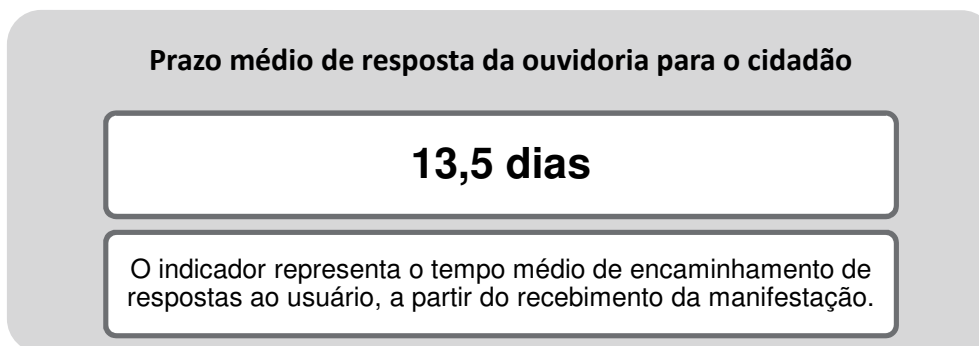 Prazo médio de resposta da ouvidoria para o cidadão
13,5 dias
O indicador representa o tempo médio de encaminhamento de
respostas ao usuário, a partir do recebimento da manifestação.